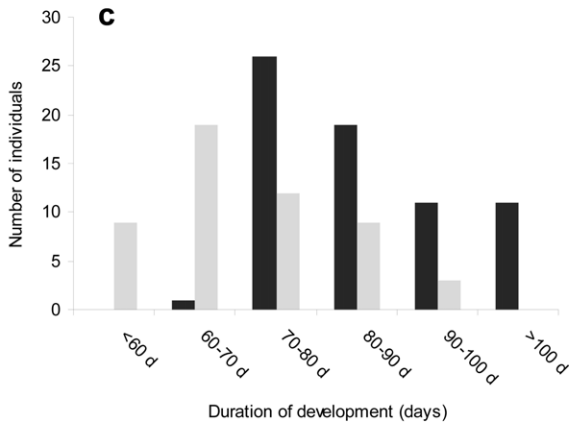 C
Number of individuals
30
25
20
15
10
5
0
<60 d
60-70 d
70-80 d
80-90 d
90-100 d
>100 d
Duration of development (days)